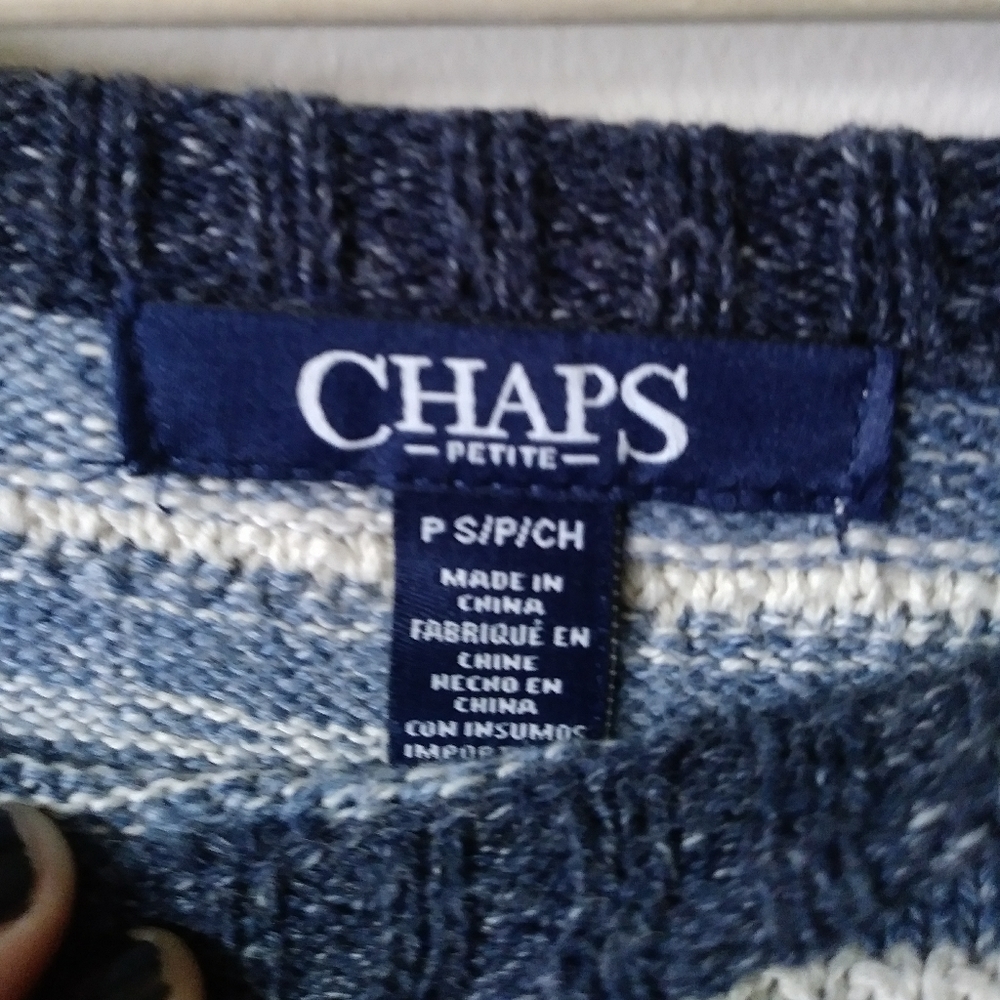 CHAPS
PETITE
P S/P/CH
MADE IN
CHINA
FABRIQUÉ EN
CHINE
HECHO EN
CHINA
CON INSUMOS